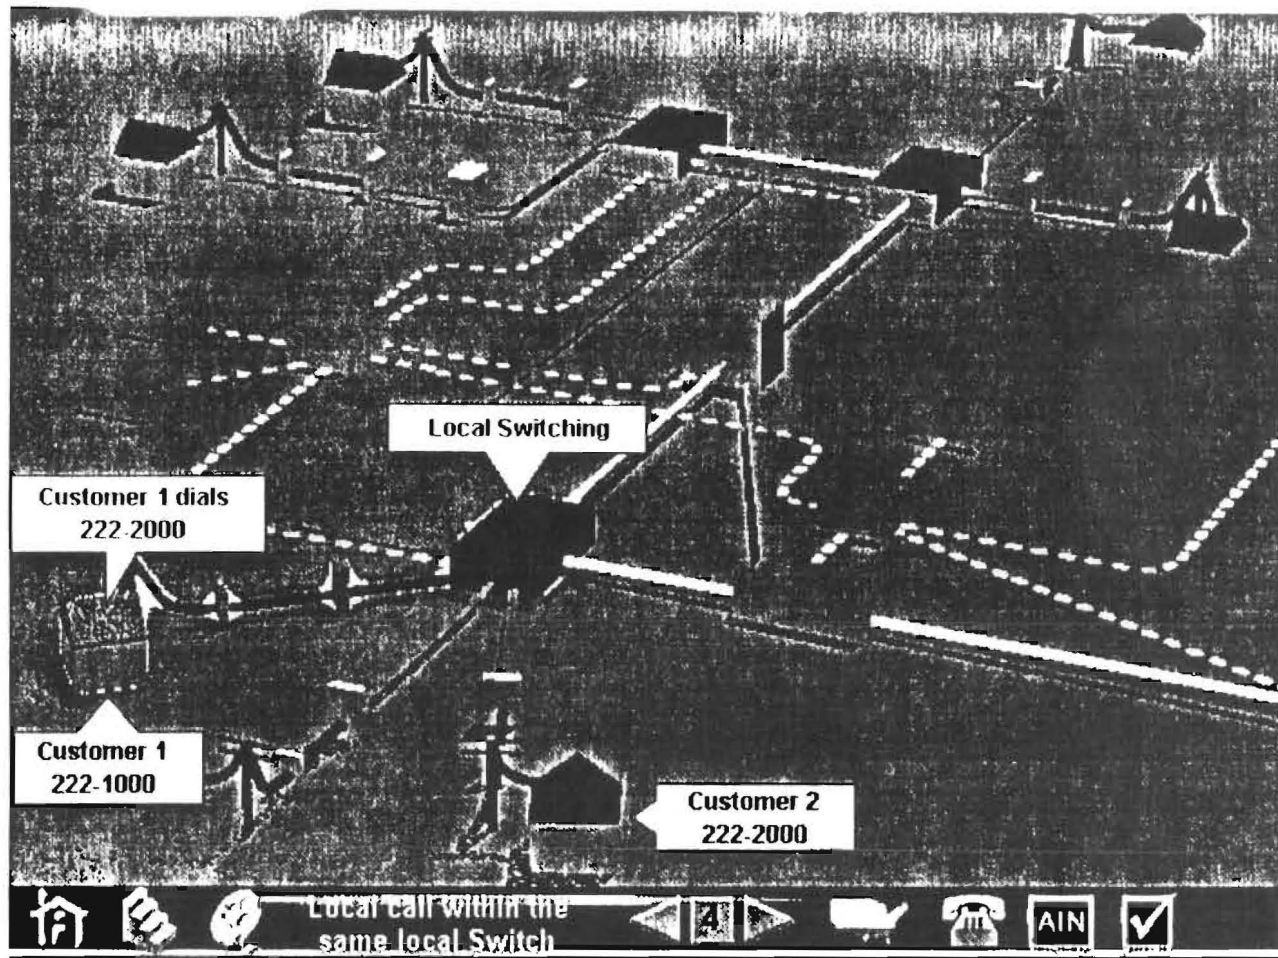 Local Switching
Customer 1 dials
222-2000
Customer 1
222-1000
Customer 2
222-2000
Local call within the
same local Switch
4
AIN